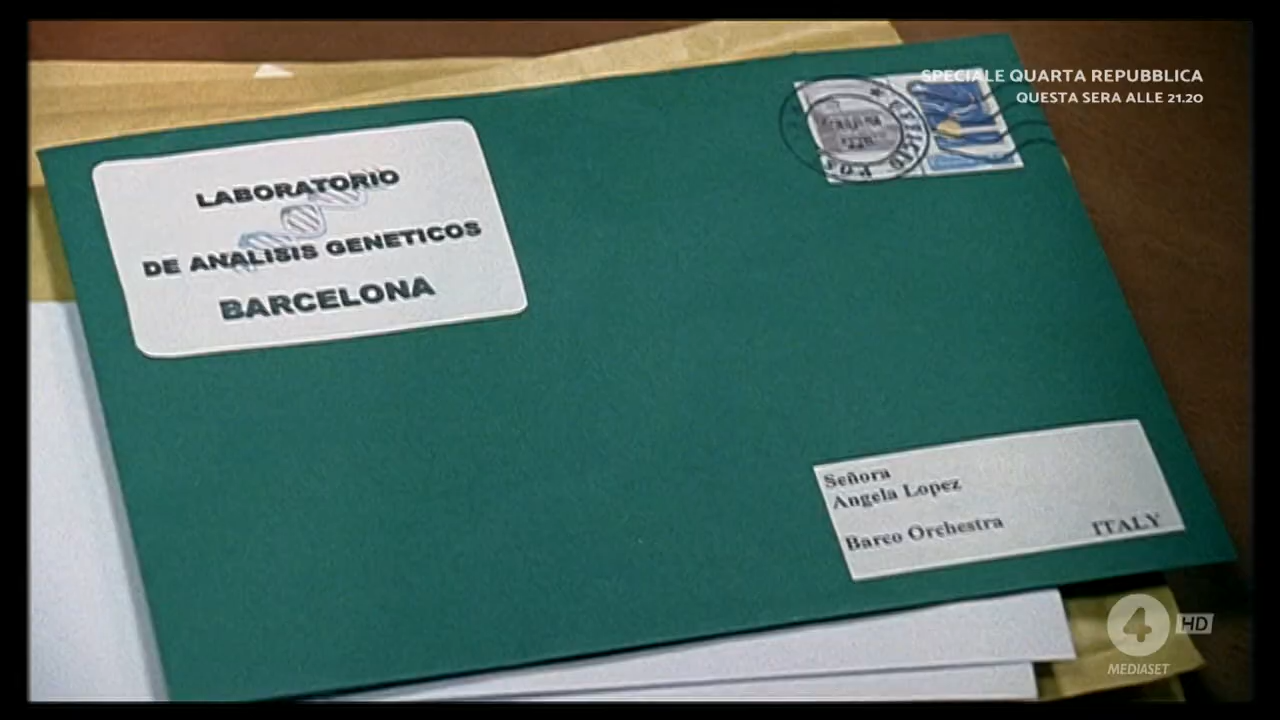 SPECIALE QUARTA REPUBBLICA
QUESTA SERA ALLE 21.20
LABORATORIO
DE ANALISIS GENETICOS
BARCELONA
Señora
Angela Lopez
Barco Orchestra
ITALY
4
HD
MEDIASET